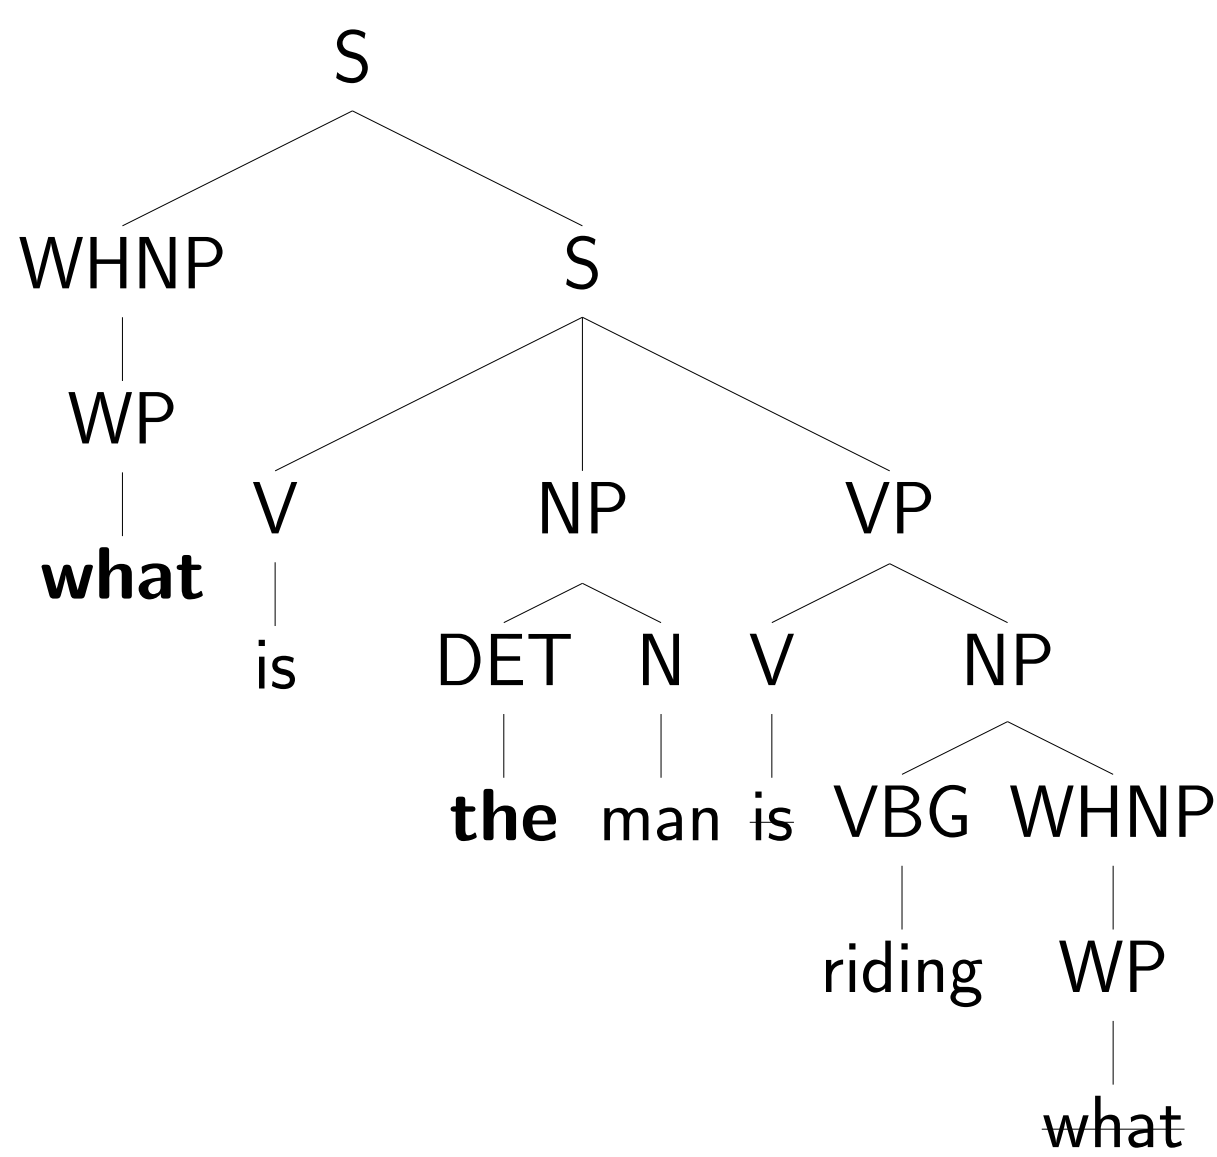 S
WHNP S
WP
V NP VP
what
is DET N V NP
the man is VBG WHNP
riding WP
what